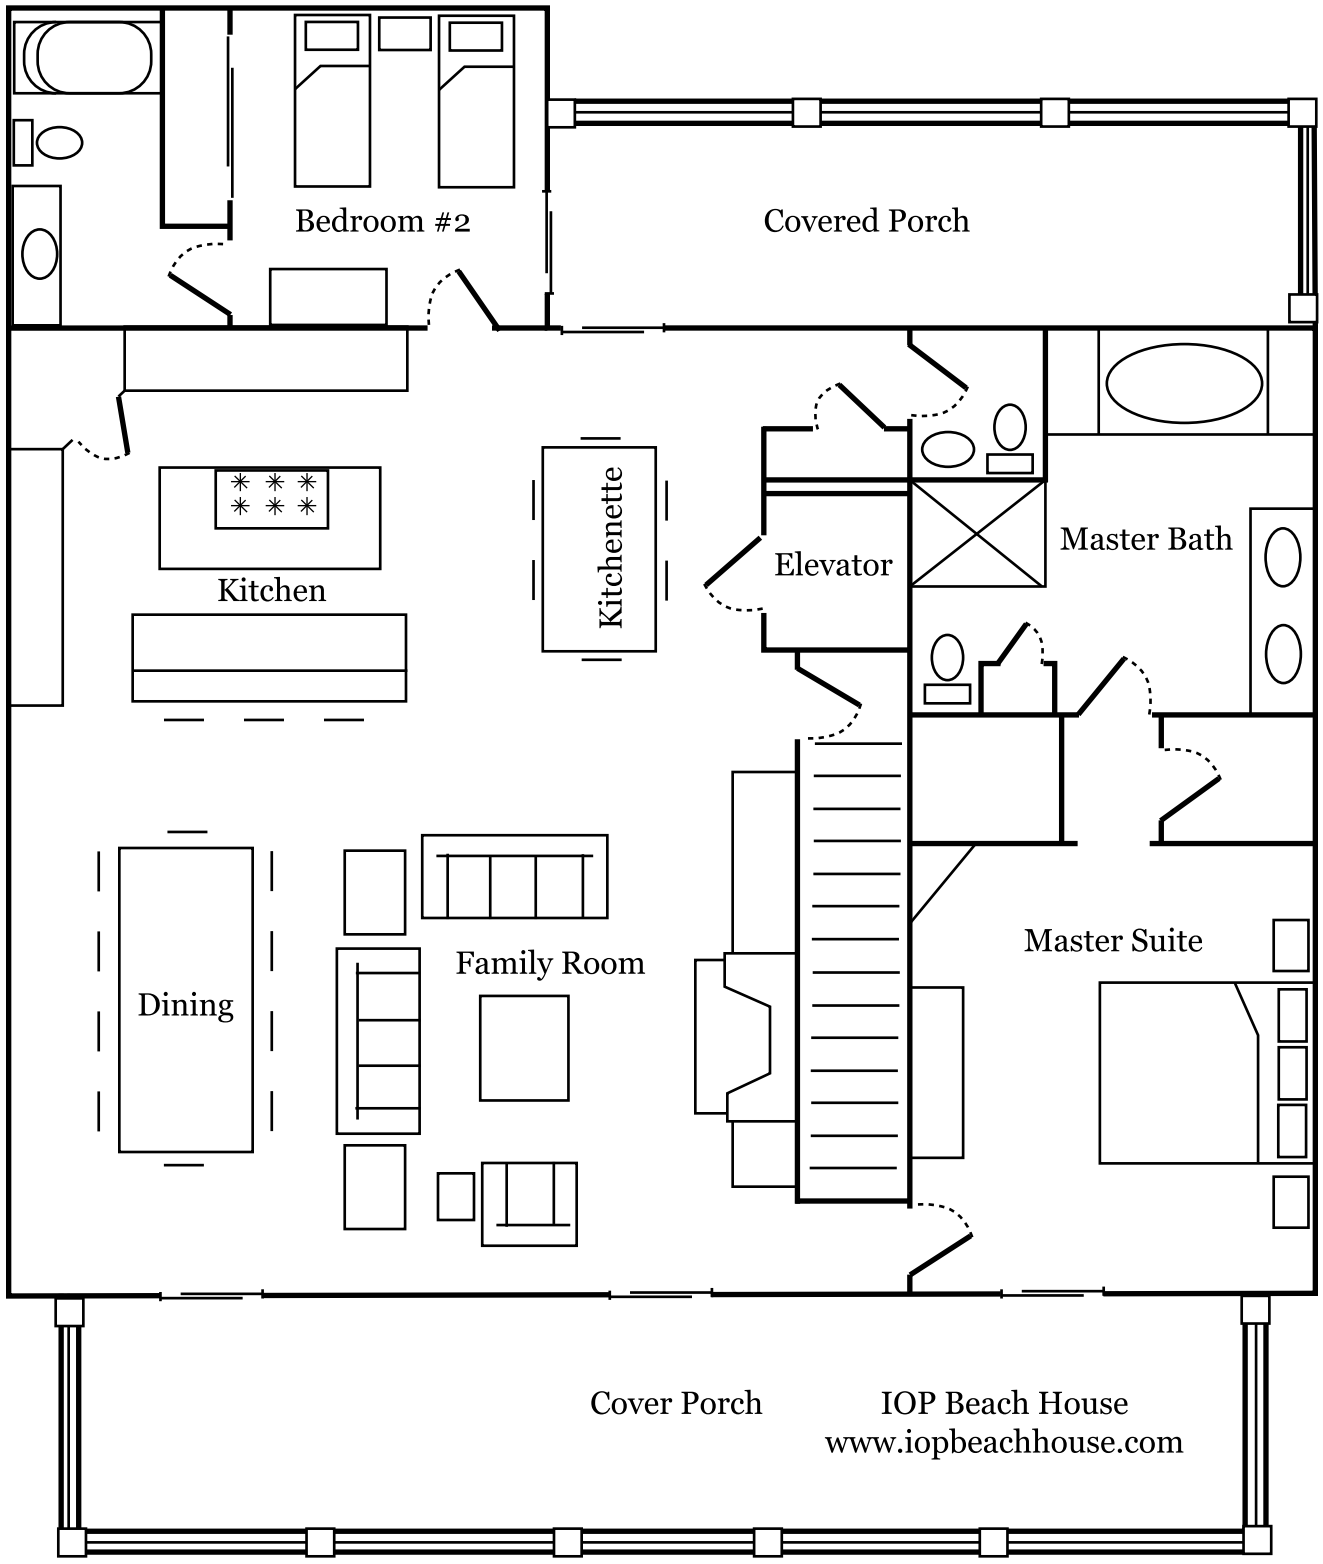 Bedroom #2
Covered Porch
Kitchenette
Master Bath
Elevator
Kitchen
Master Suite
Family Room
Dining
Cover Porch
IOP Beach House
www.iopbeachhouse.com